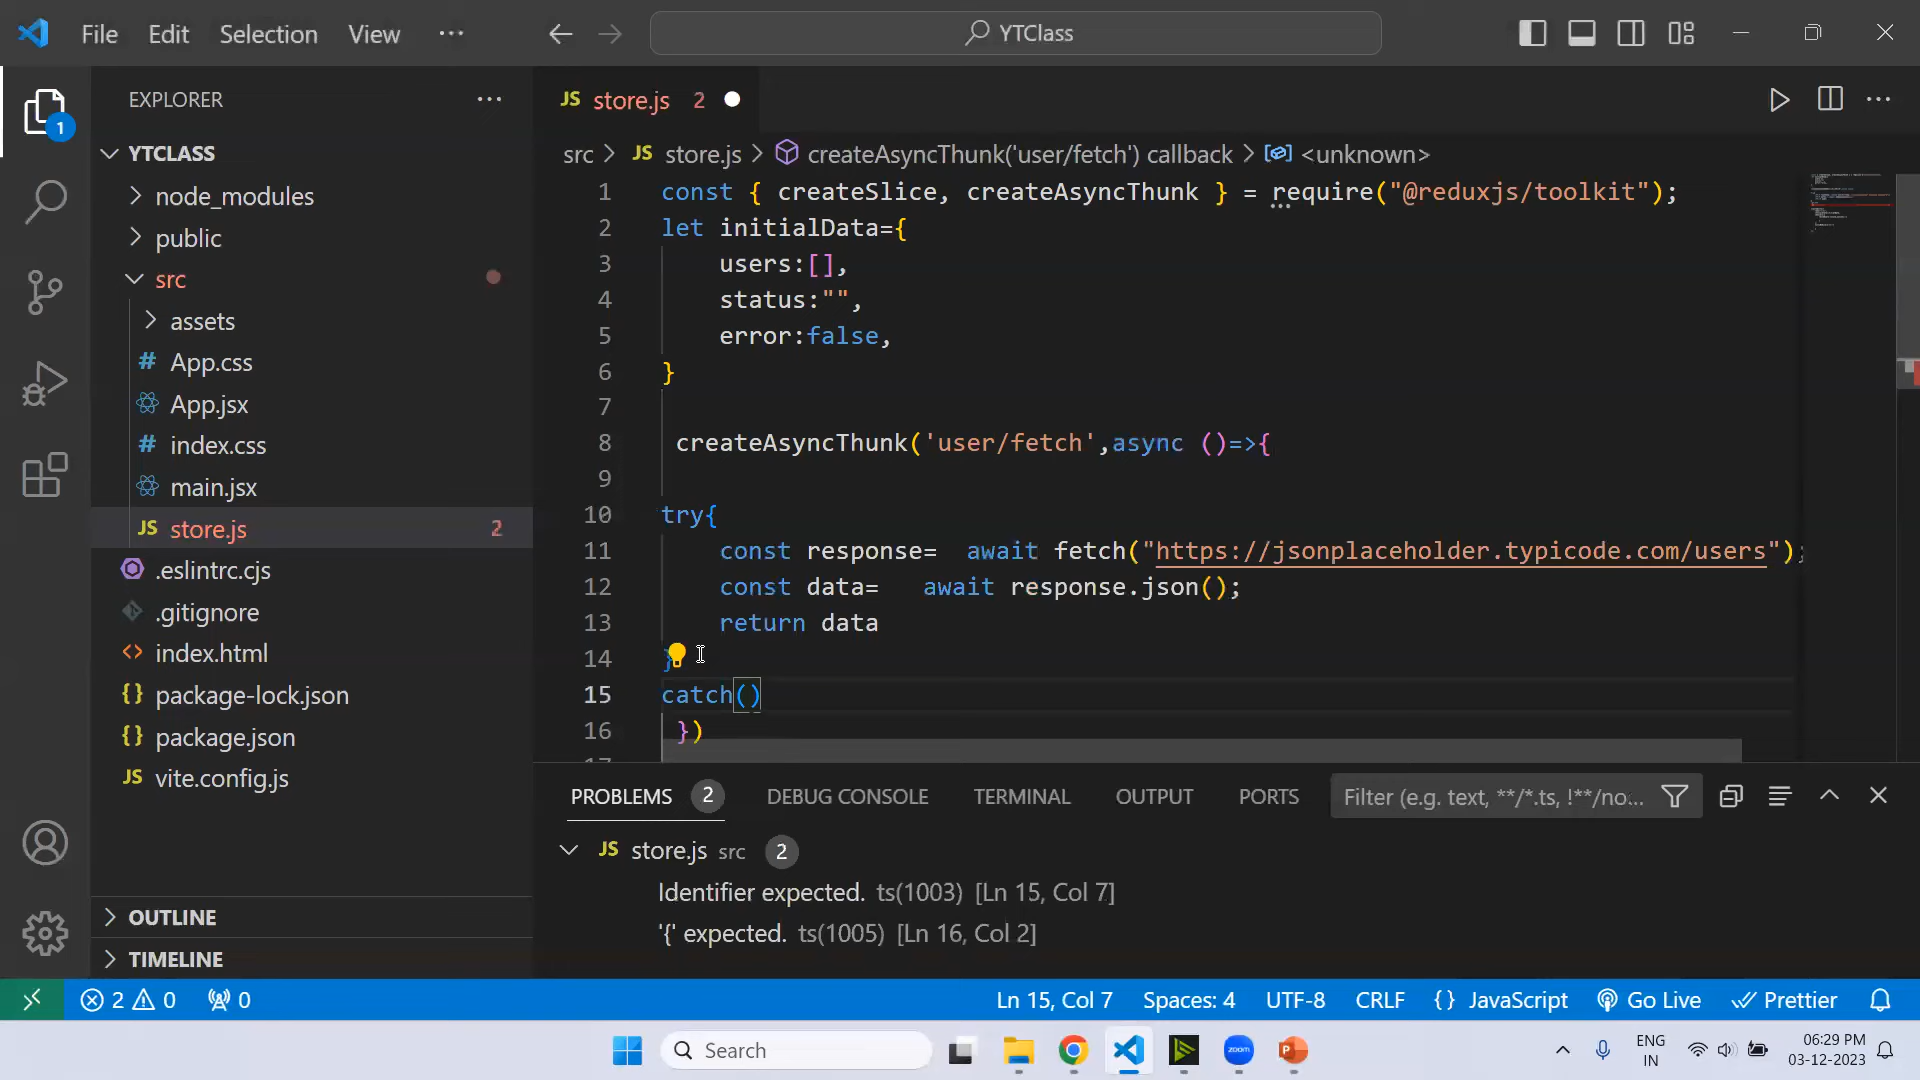 File Edit Selection View ... YTClass
EXPLORER
YTCLASS
node_modules
public
src
assets
# App.css
App.jsx
# index.css
main.jsx
JS store.js 2
.eslintrc.cjs
.gitignore
<> index.html
{} package-lock.json
{} package.json
JS vite.config.js
OUTLINE
TIMELINE
1
JS store.js 2
src > JS store.js > createAsyncThunk('user/fetch') callback > <unknown>
1 const { createSlice, createAsyncThunk } = require("@reduxjs/toolkit");
2 let initialData={
3 users:[],
4 status:"",
5 error:false,
6 }
7
8 createAsyncThunk('user/fetch',async ()=>{
9
10 try{
11 const response= await fetch("https://jsonplaceholder.typicode.com/users");
12 const data= await response.json();
13 return data
14 }
15 catch()
16 })
PROBLEMS 2 DEBUG CONSOLE TERMINAL OUTPUT PORTS Filter (e.g. text, **/*.ts, !**/no...
JS store.js src 2
Identifier expected. ts(1003) [Ln 15, Col 7]
'{' expected. ts(1005) [Ln 16, Col 2]
2 0 0 Ln 15, Col 7 Spaces: 4 UTF-8 CRLF {} JavaScript Go Live Prettier
Search zoom ENG IN 06:29 PM 03-12-2023